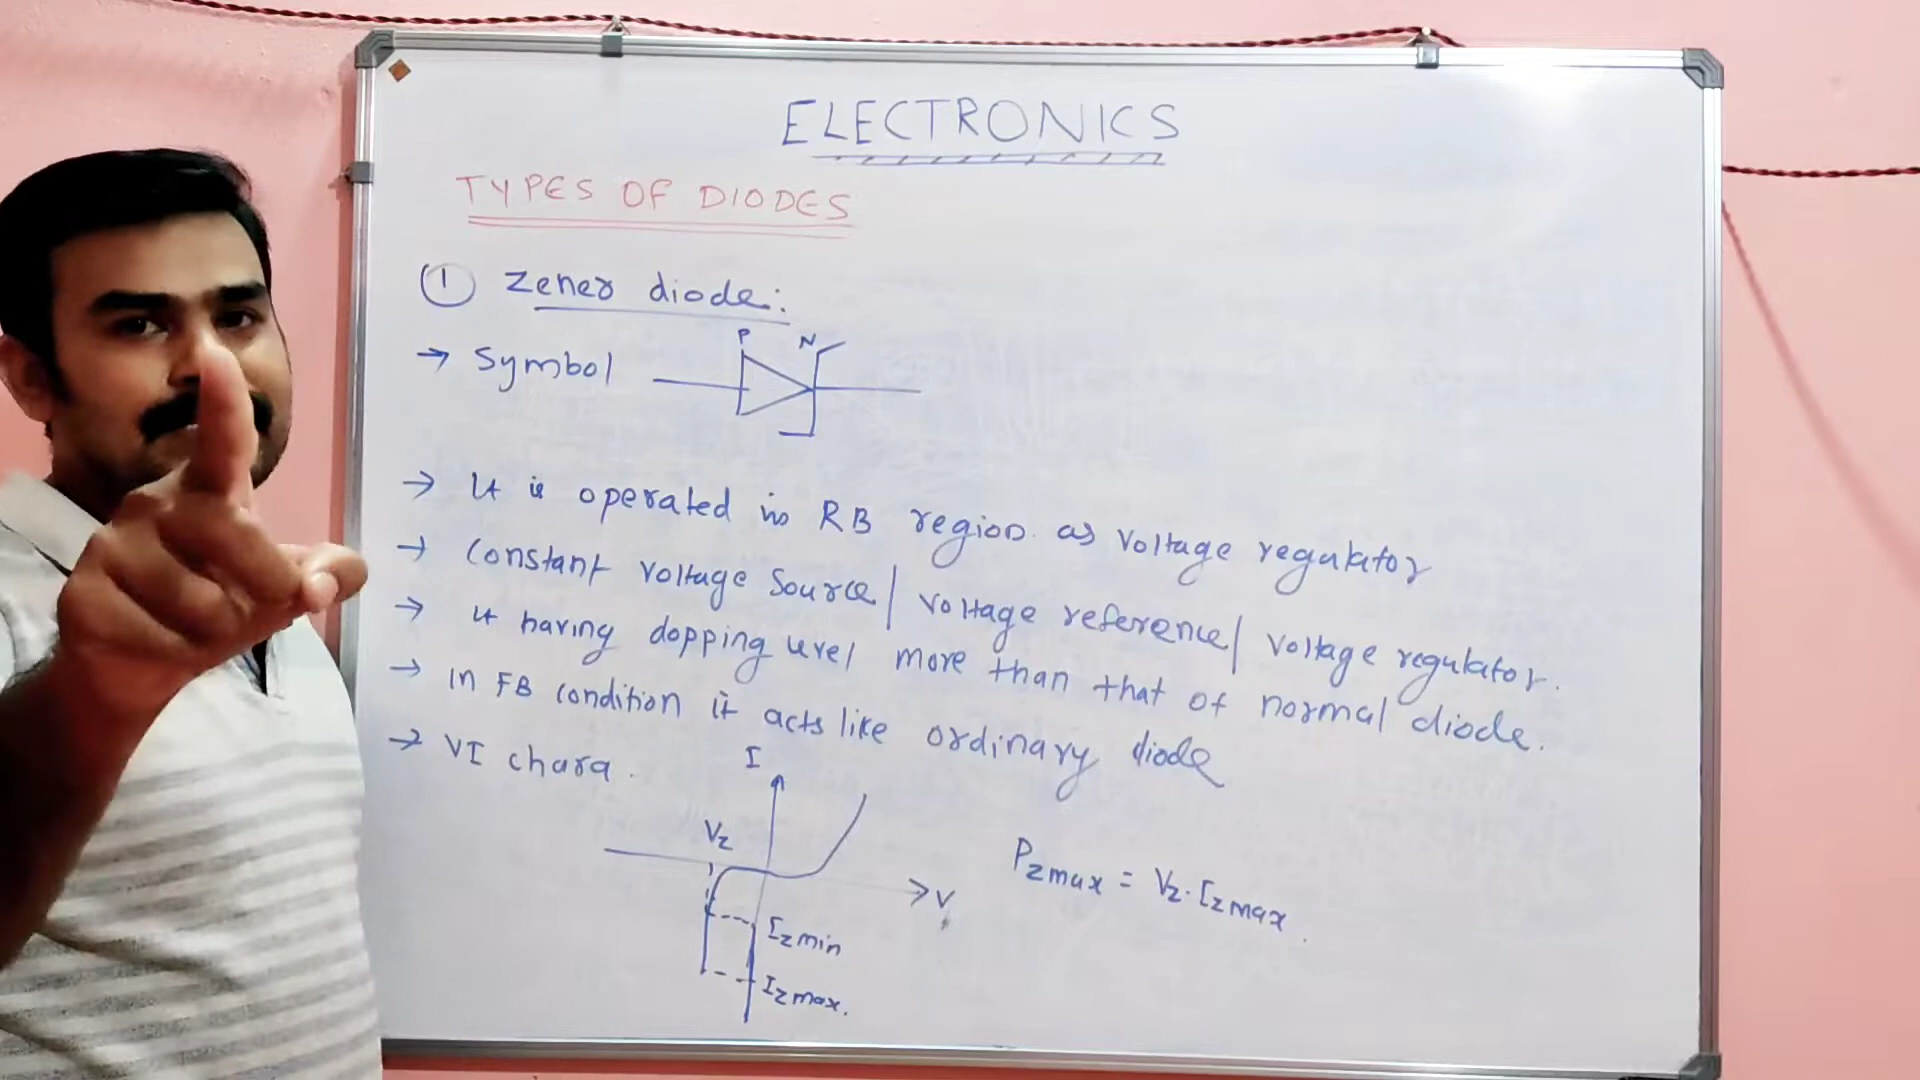 ELECTRONICS
TYPES OF DIODES
① Zener diode:
P N
→ Symbol
→ It is operated in RB region as voltage regulator
→ Constant voltage Source/ voltage reference/ voltage regulator.
→ It having dopping level more than that of normal diode.
→ In FB condition it acts like ordinary diode
→ VI chara.
I
Vz
V
Izmin
Izmax.
Pzmax = Vz. Izmax.